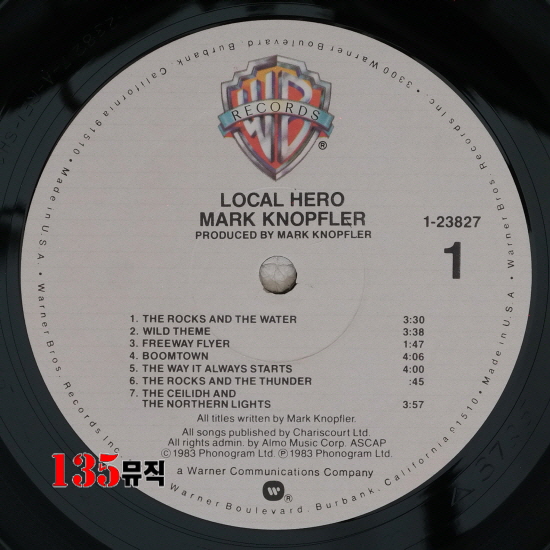 3300 Warner Boulevard, Burbank, California 91510 • Made in U.S.A. • Warner Bros. Records Inc. • 3300 Warner Boulevard, Burbank, California 91510 • Made in U.S.A. • Warner Bros. Records Inc. •
WB
RECORDS
®
LOCAL HERO
MARK KNOPFLER
PRODUCED BY MARK KNOPFLER
1-23827
1
1. THE ROCKS AND THE WATER 3:30
2. WILD THEME 3:38
3. FREEWAY FLYER 1:47
4. BOOMTOWN 4:06
5. THE WAY IT ALWAYS STARTS 4:00
6. THE ROCKS AND THE THUNDER :45
7. THE CEILIDH AND
THE NORTHERN LIGHTS 3:57
All titles written by Mark Knopfler.
All songs published by Chariscourt Ltd.
All rights admin. by Almo Music Corp. ASCAP
© 1983 Phonogram Ltd. ℗ 1983 Phonogram Ltd.
a Warner Communications Company
135뮤직